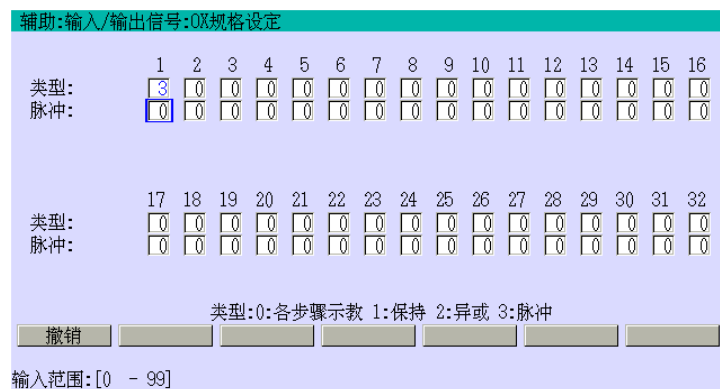 辅助:输入/输出信号:OX规格设定
1 2 3 4 5 6 7 8 9 10 11 12 13 14 15 16
类型: 3 0 0 0 0 0 0 0 0 0 0 0 0 0 0 0
脉冲: 0 0 0 0 0 0 0 0 0 0 0 0 0 0 0 0
17 18 19 20 21 22 23 24 25 26 27 28 29 30 31 32
类型: 0 0 0 0 0 0 0 0 0 0 0 0 0 0 0 0
脉冲: 0 0 0 0 0 0 0 0 0 0 0 0 0 0 0 0
类型:0:各步骤示教 1:保持 2:异或 3:脉冲
撤销
输入范围:[0 - 99]